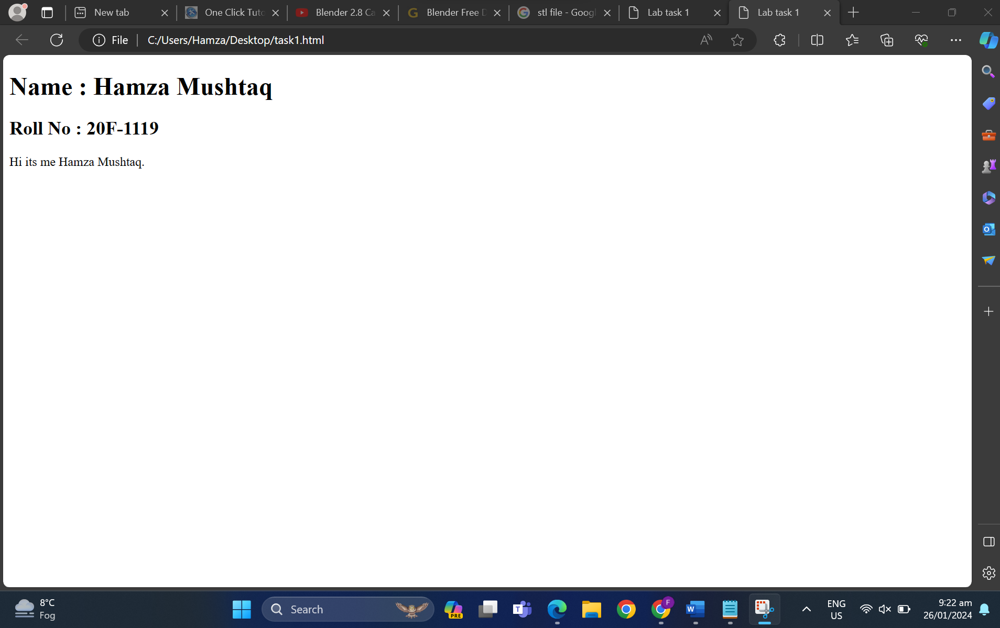 New tab
One Click Tuto
Blender 2.8 Ca
Blender Free D
stl file - Googl
Lab task 1
Lab task 1
File
C:/Users/Hamza/Desktop/task1.html
Name : Hamza Mushtaq
Roll No : 20F-1119
Hi its me Hamza Mushtaq.
8°C
Fog
Search
PRE
ENG
US
9:22 am
26/01/2024